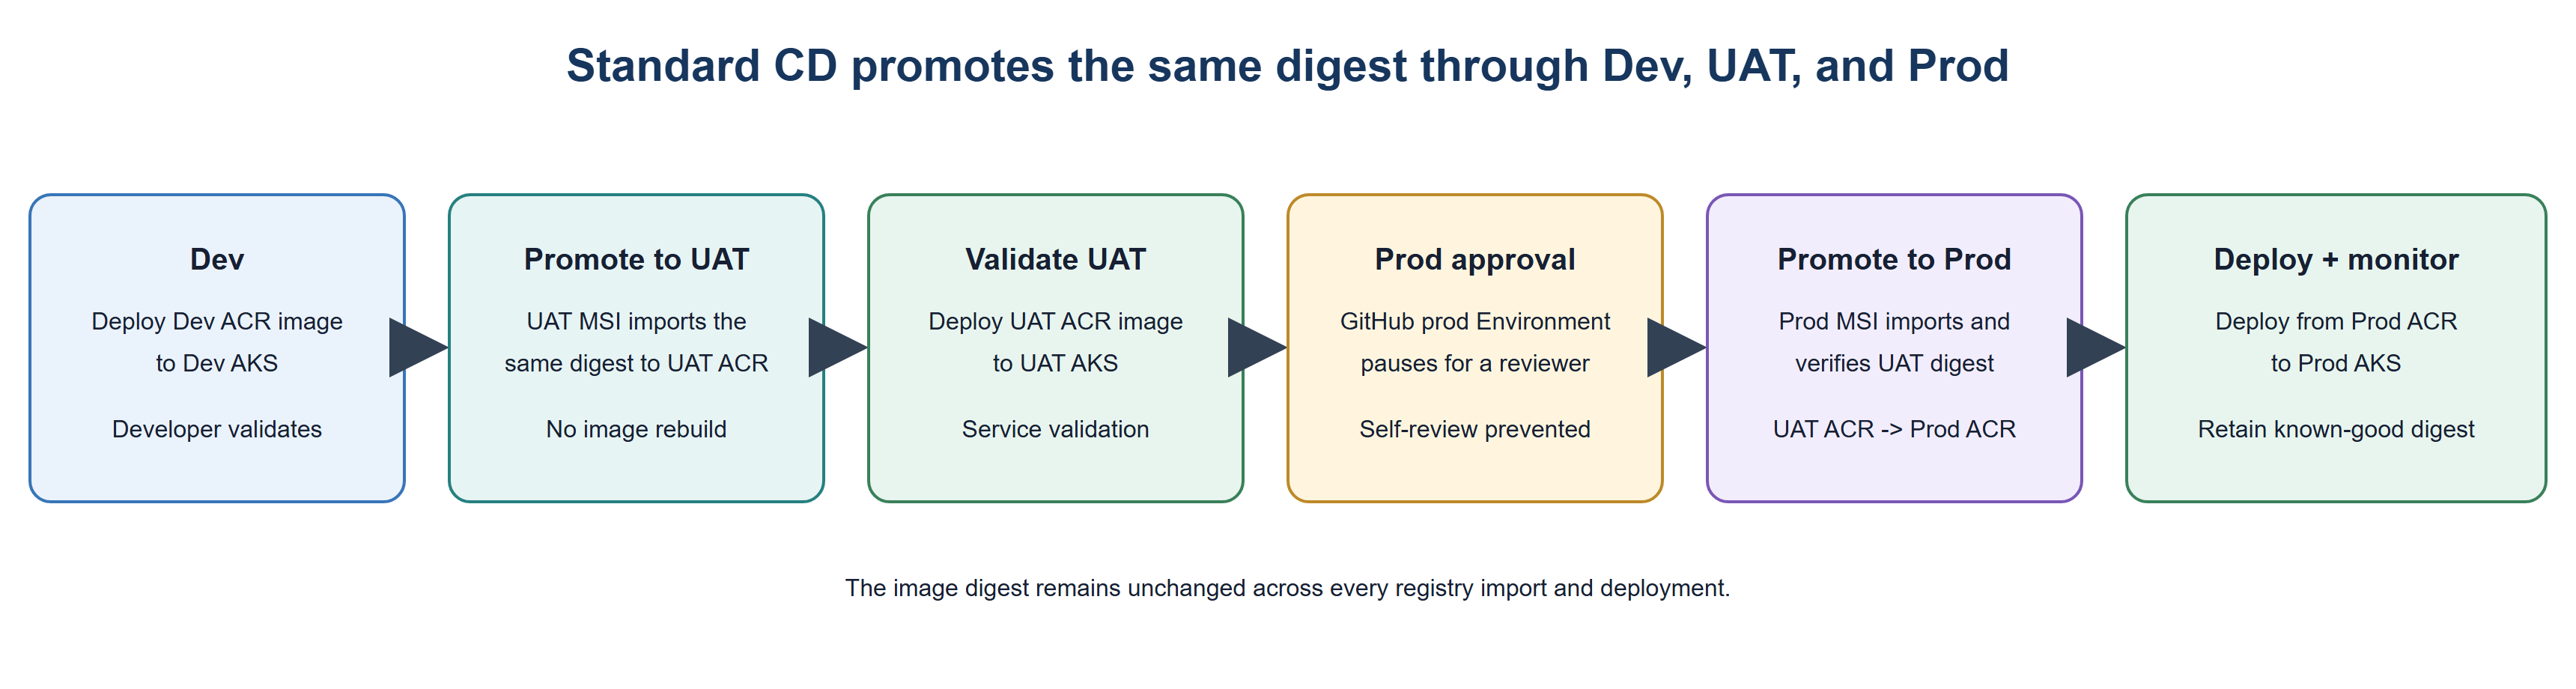 Standard CD promotes the same digest through Dev, UAT, and Prod
Dev
Deploy Dev ACR image
to Dev AKS
Developer validates
Promote to UAT
UAT MSI imports the
same digest to UAT ACR
No image rebuild
Validate UAT
Deploy UAT ACR image
to UAT AKS
Service validation
Prod approval
GitHub prod Environment
pauses for a reviewer
Self-review prevented
Promote to Prod
Prod MSI imports and
verifies UAT digest
UAT ACR -> Prod ACR
Deploy + monitor
Deploy from Prod ACR
to Prod AKS
Retain known-good digest
The image digest remains unchanged across every registry import and deployment.